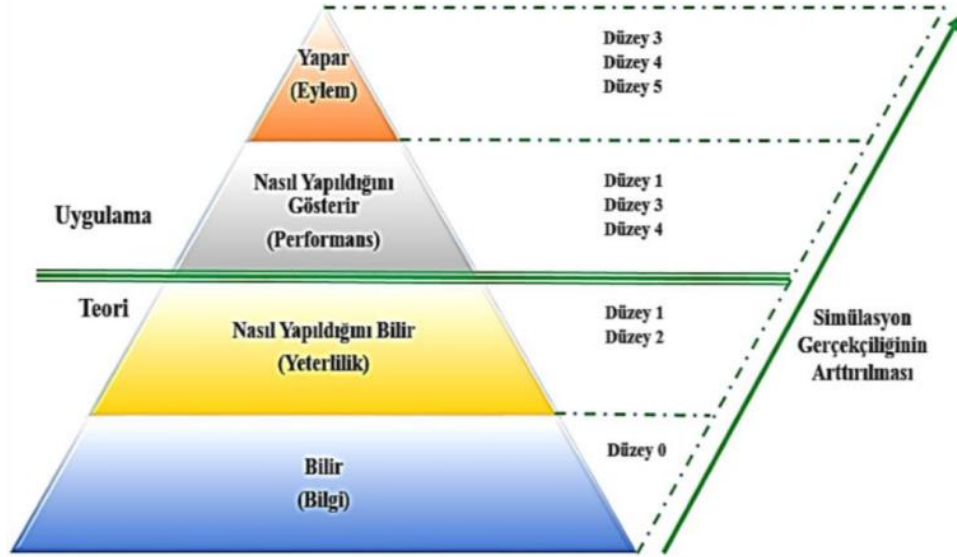 Yapar
(Eylem)
Düzey 3
Düzey 4
Düzey 5
Uygulama
Nasıl Yapıldığını
Gösterir
(Performans)
Düzey 1
Düzey 3
Düzey 4
Teori
Nasıl Yapıldığını Bilir
(Yeterlilik)
Düzey 1
Düzey 2
Simülasyon
Gerçekçiliğinin
Arttırılması
Bilir
(Bilgi)
Düzey 0